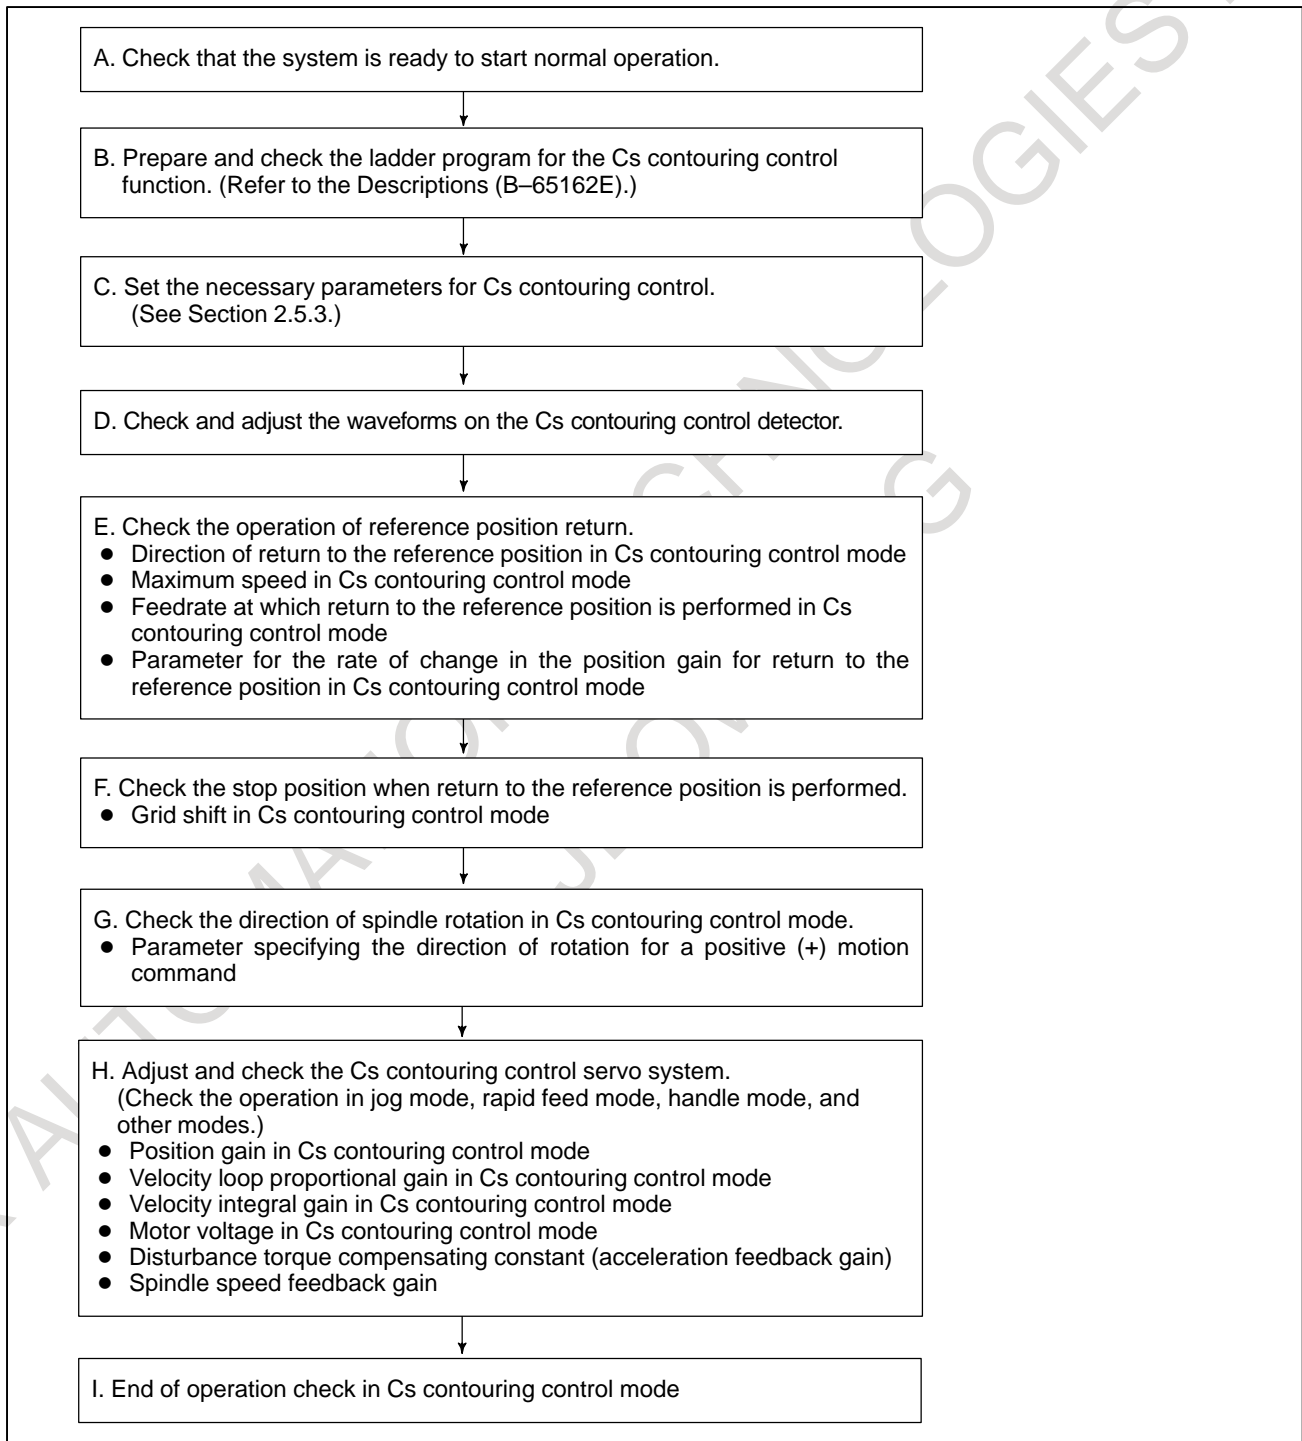 A. Check that the system is ready to start normal operation.
B. Prepare and check the ladder program for the Cs contouring control
function. (Refer to the Descriptions (B–65162E).)
C. Set the necessary parameters for Cs contouring control.
(See Section 2.5.3.)
D. Check and adjust the waveforms on the Cs contouring control detector.
E. Check the operation of reference position return.
● Direction of return to the reference position in Cs contouring control mode
● Maximum speed in Cs contouring control mode
● Feedrate at which return to the reference position is performed in Cs
contouring control mode
● Parameter for the rate of change in the position gain for return to the
reference position in Cs contouring control mode
F. Check the stop position when return to the reference position is performed.
● Grid shift in Cs contouring control mode
G. Check the direction of spindle rotation in Cs contouring control mode.
● Parameter specifying the direction of rotation for a positive (+) motion
command
H. Adjust and check the Cs contouring control servo system.
(Check the operation in jog mode, rapid feed mode, handle mode, and
other modes.)
● Position gain in Cs contouring control mode
● Velocity loop proportional gain in Cs contouring control mode
● Velocity integral gain in Cs contouring control mode
● Motor voltage in Cs contouring control mode
● Disturbance torque compensating constant (acceleration feedback gain)
● Spindle speed feedback gain
I. End of operation check in Cs contouring control mode